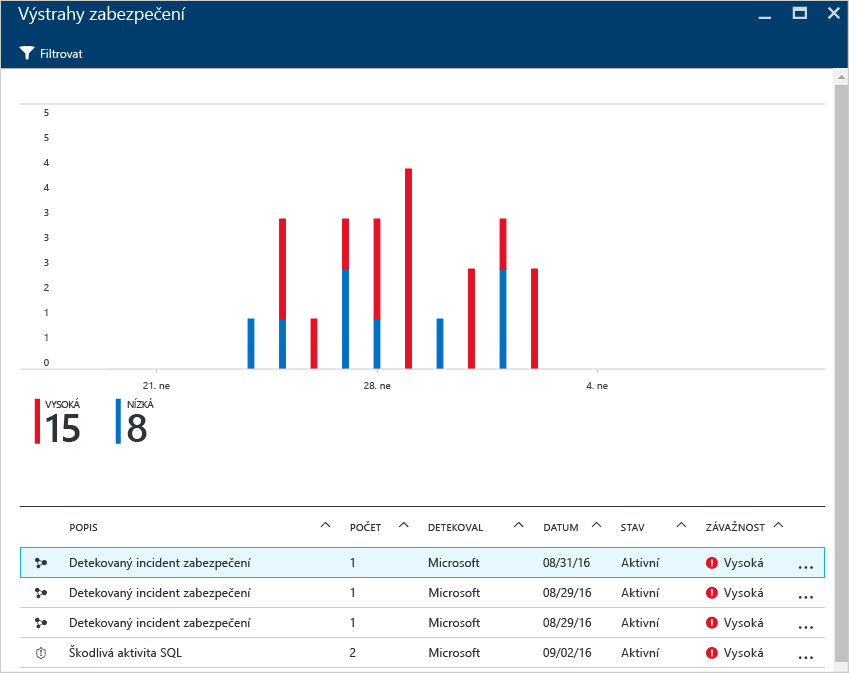 Výstrahy zabezpečení
Filtrovat
5
5
4
4
3
3
3
2
1
1
0
21. ne 28. ne 4. ne
VYSOKÁ NÍZKÁ
15 8
POPIS POČET DETEKOVAL DATUM STAV ZÁVAŽNOST
Detekovaný incident zabezpečení 1 Microsoft 08/31/16 Aktivní Vysoká ...
Detekovaný incident zabezpečení 1 Microsoft 08/29/16 Aktivní Vysoká ...
Detekovaný incident zabezpečení 1 Microsoft 08/29/16 Aktivní Vysoká ...
Škodlivá aktivita SQL 2 Microsoft 09/02/16 Aktivní Vysoká ...